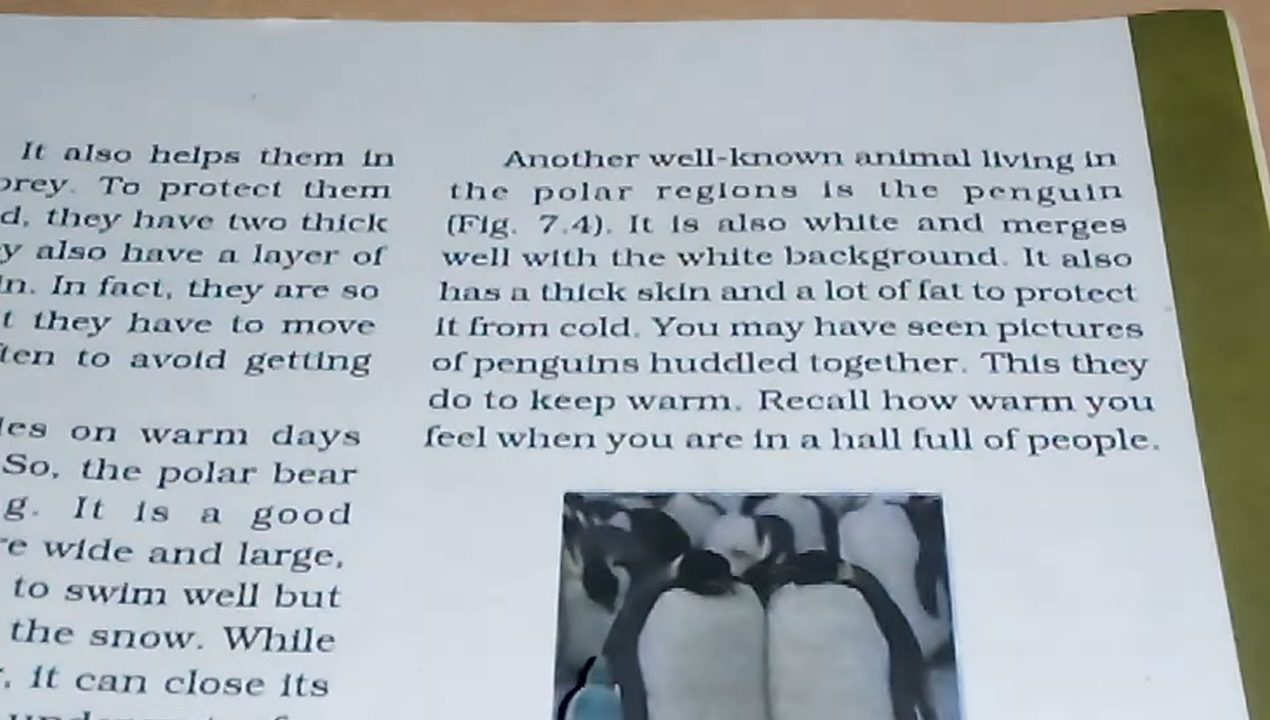 It also helps them in
prey. To protect them
they have two thick
also have a layer of
In fact, they are so
they have to move
to avoid getting
on warm days
So, the polar bear
It is a good
wide and large,
to swim well but
the snow. While
it can close its
Another well-known animal living in
the polar regions is the penguin
(Fig. 7.4). It is also white and merges
well with the white background. It also
has a thick skin and a lot of fat to protect
it from cold. You may have seen pictures
of penguins huddled together. This they
do to keep warm. Recall how warm you
feel when you are in a hall full of people.